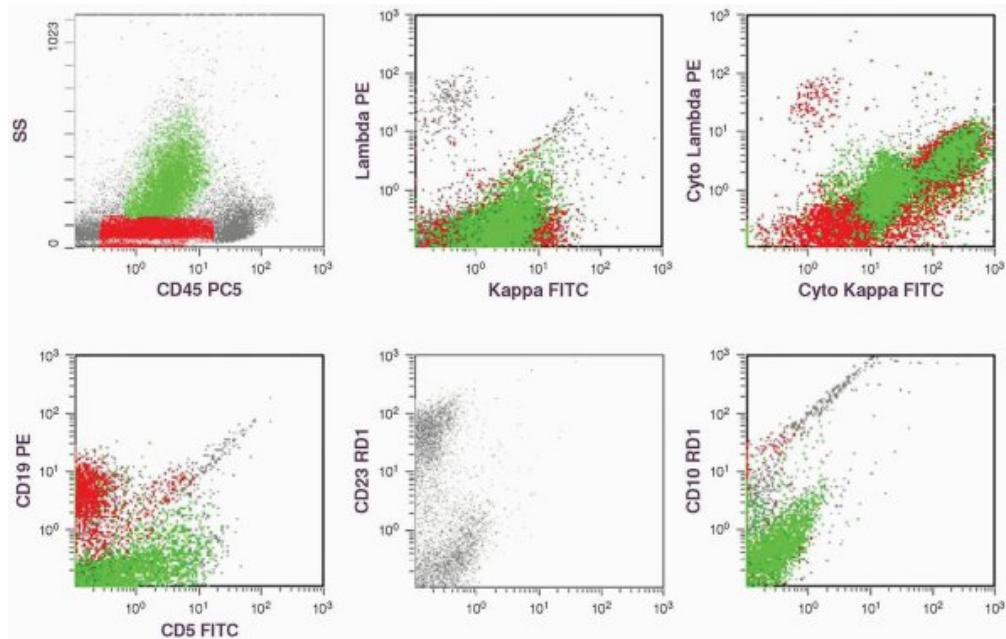 1023
SS
0
10⁰ 10¹ 10² 10³
CD45 PC5
10³
10²
Lambda PE
10¹
10⁰
10⁰ 10¹ 10² 10³
Kappa FITC
10³
10²
Cyto Lambda PE
10¹
10⁰
10⁰ 10¹ 10² 10³
Cyto Kappa FITC
10³
10²
CD19 PE
10¹
10⁰
10⁰ 10¹ 10² 10³
CD5 FITC
10³
10²
CD23 RD1
10¹
10⁰
10⁰ 10¹ 10² 10³
10³
10²
CD10 RD1
10¹
10⁰
10⁰ 10¹ 10² 10³